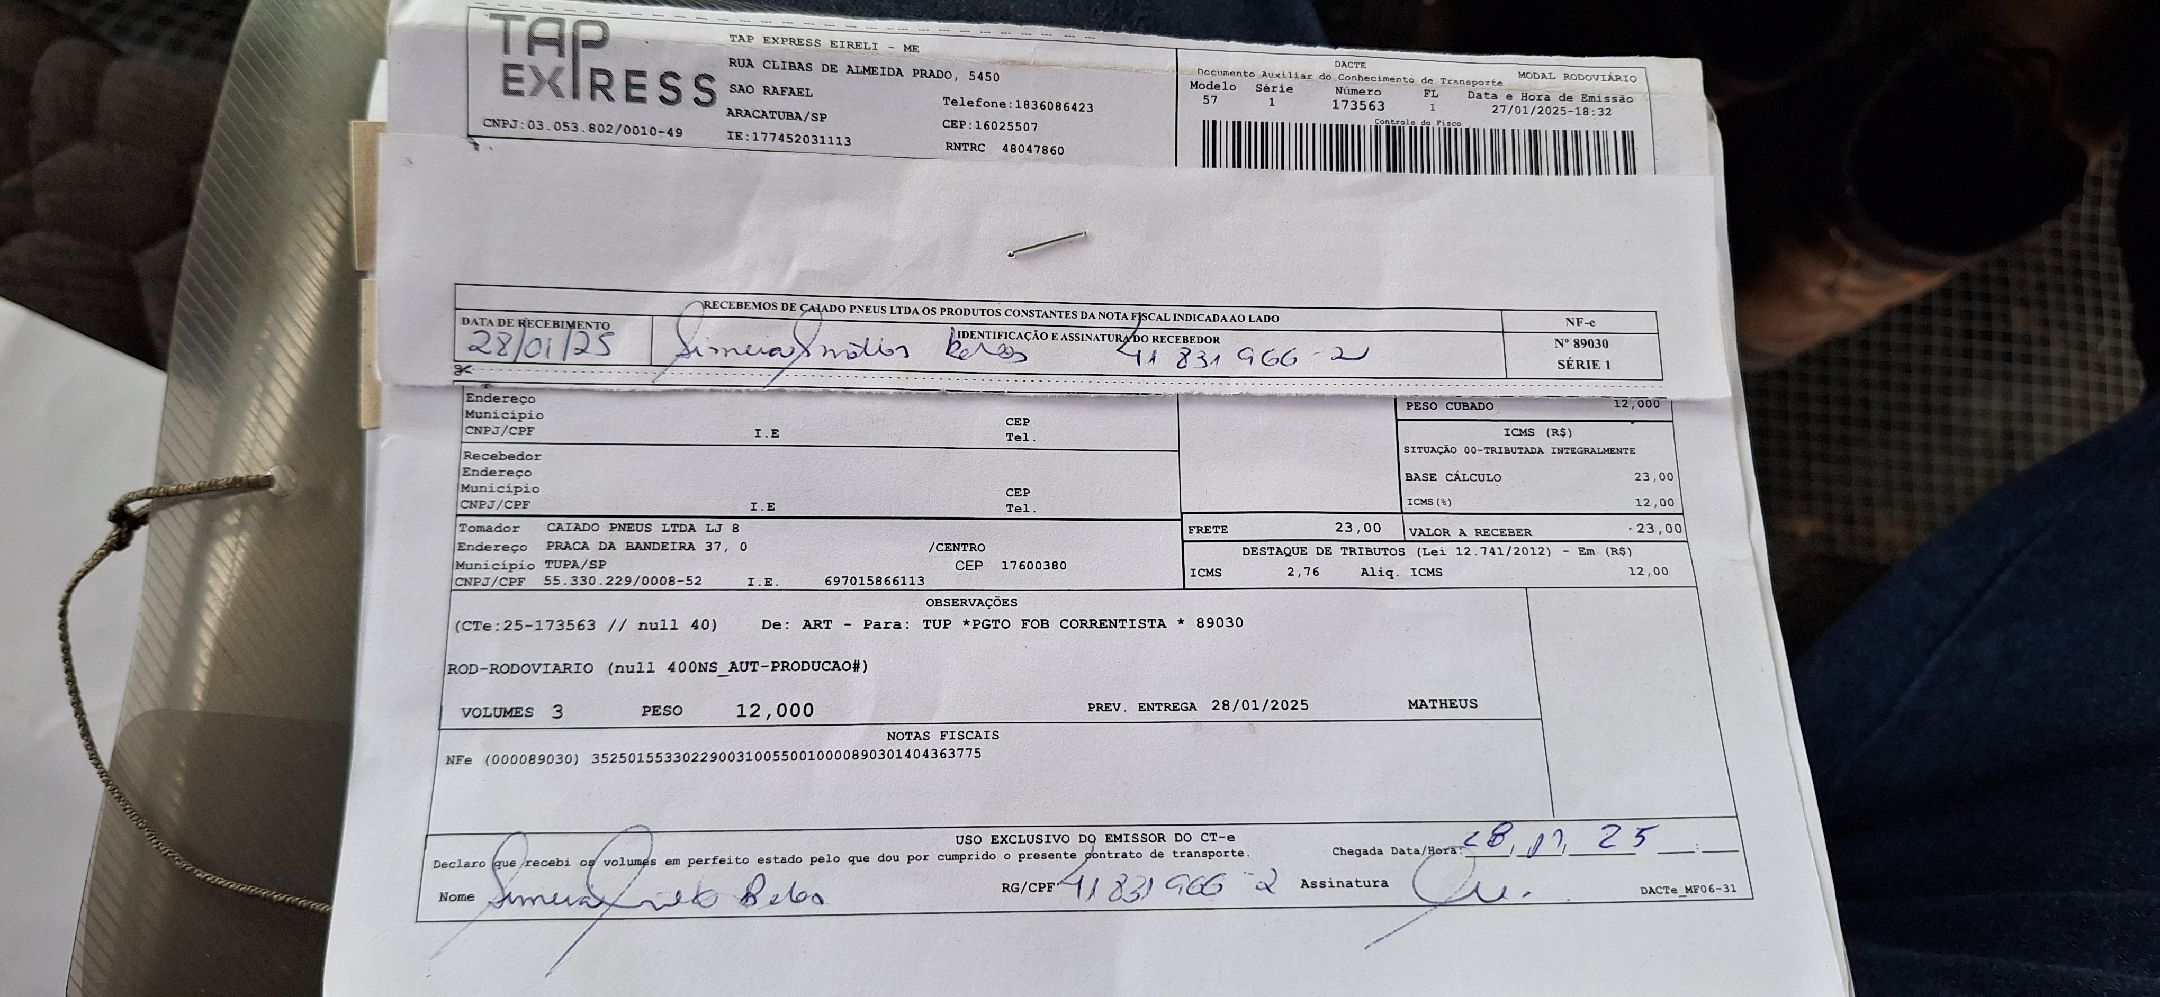 TAP EXPRESS
TAP EXPRESS EIRELI - ME
RUA CLIBAS DE ALMEIDA PRADO, 5450
SAO RAFAEL
Telefone:1836086423
ARACATUBA/SP
CEP:16025507
CNPJ:03.053.802/0010-49
IE:177452031113
RNTRC 48047860
DACTE
Documento Auxiliar do Conhecimento de Transporte MODAL RODOVIÁRIO
Modelo Série Número FL Data e Hora de Emissão
57 1 173563 1 27/01/2025-18:32
Controle do Fisco
RECEBEMOS DE CAIADO PNEUS LTDA OS PRODUTOS CONSTANTES DA NOTA FISCAL INDICADA AO LADO
DATA DE RECEBIMENTO
28/01/25
IDENTIFICAÇÃO E ASSINATURA DO RECEBEDOR
41 831 966-2
NF-e
Nº 89030
SÉRIE 1
Endereço
Município CEP
CNPJ/CPF I.E Tel.
Recebedor
Endereço
Município CEP
CNPJ/CPF I.E Tel.
PESO CUBADO 12,000
ICMS (R$)
SITUAÇÃO 00-TRIBUTADA INTEGRALMENTE
BASE CÁLCULO 23,00
ICMS(%) 12,00
Tomador CAIADO PNEUS LTDA LJ 8
Endereço PRACA DA BANDEIRA 37, 0 /CENTRO
Município TUPA/SP CEP 17600380
CNPJ/CPF 55.330.229/0008-52 I.E. 697015866113
FRETE 23,00 VALOR A RECEBER 23,00
DESTAQUE DE TRIBUTOS (Lei 12.741/2012) - Em (R$)
ICMS 2,76 Aliq. ICMS 12,00
OBSERVAÇÕES
(CTe:25-173563 // null 40) De: ART - Para: TUP *PGTO FOB CORRENTISTA * 89030
ROD-RODOVIARIO (null 400NS_AUT-PRODUCAO#)
VOLUMES 3 PESO 12,000 PREV. ENTREGA 28/01/2025 MATHEUS
NOTAS FISCAIS
NFe (000089030) 35250155330229003100550010000890301404363775
USO EXCLUSIVO DO EMISSOR DO CT-e
Declaro que recebi os volumes em perfeito estado pelo que dou por cumprido o presente contrato de transporte.
Chegada Data/Hora: 28, 01, 25
Nome
RG/CPF 41 831 966-2 Assinatura
DACTe_MF06-31